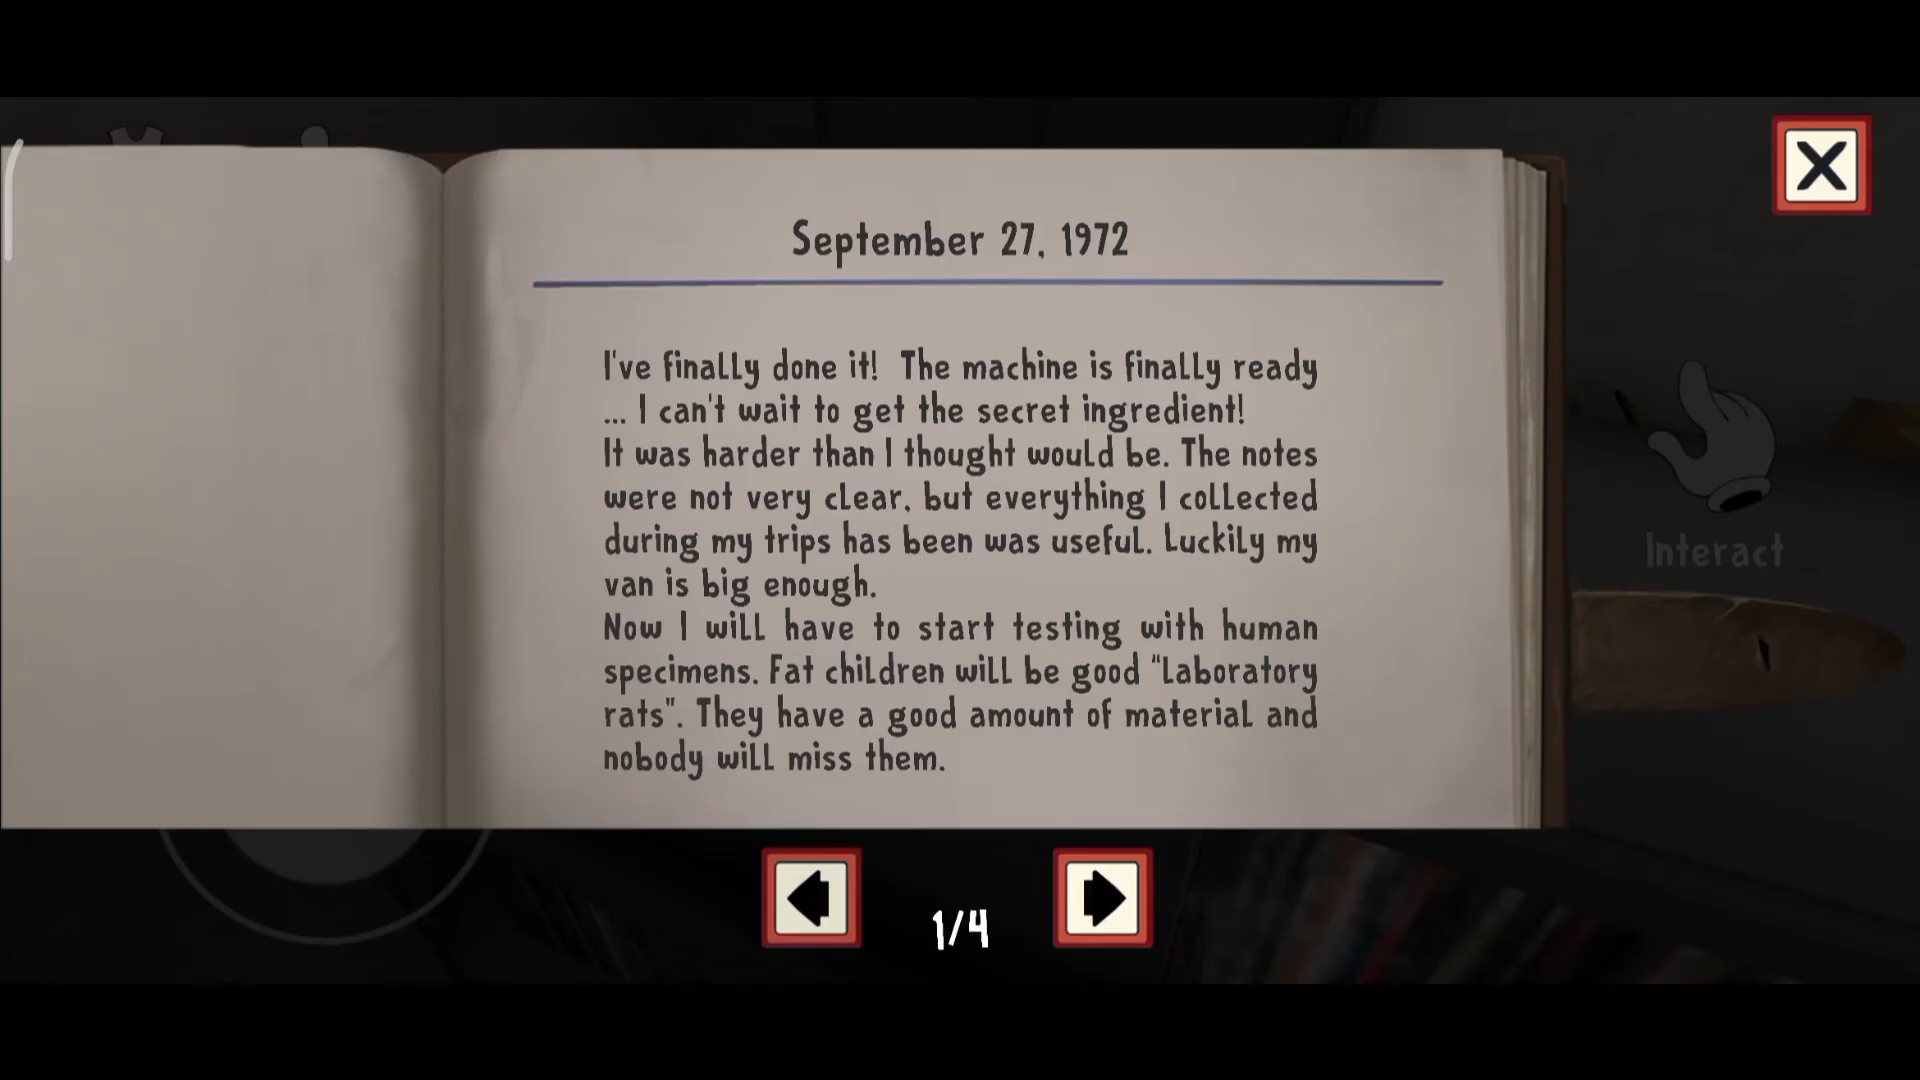 September 27, 1972
I've finally done it!  The machine is finally ready
... I can't wait to get the secret ingredient!
It was harder than I thought would be. The notes
were not very clear, but everything I collected
during my trips has been was useful. Luckily my
van is big enough.
Now I will have to start testing with human
specimens. Fat children will be good "Laboratory
rats". They have a good amount of material and
nobody will miss them.
Interact
1/4